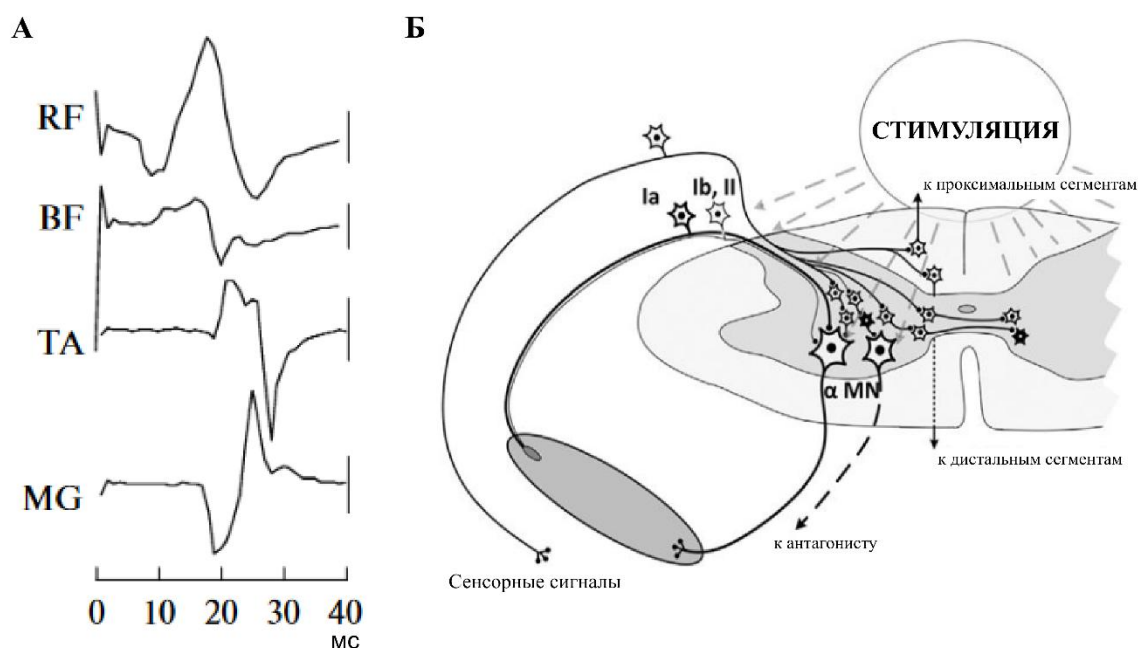 А
RF
BF
TA
MG
0 10 20 30 40
мс
Б
СТИМУЛЯЦИЯ
к проксимальным сегментам
Ia
Ib, II
α MN
к дистальным сегментам
к антагонисту
Сенсорные сигналы